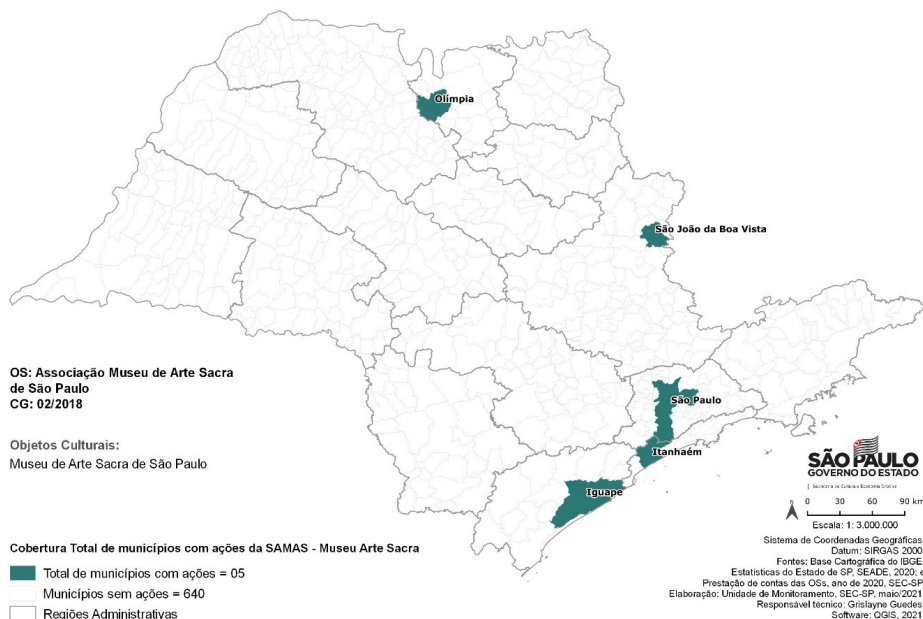 Olímpia
São João da Boa Vista
São Paulo
Itanhaém
Iguape
OS: Associação Museu de Arte Sacra
de São Paulo
CG: 02/2018
Objetos Culturais:
Museu de Arte Sacra de São Paulo
Cobertura Total de municípios com ações da SAMAS - Museu Arte Sacra
Total de municípios com ações = 05
Municípios sem ações = 640
Regiões Administrativas
SÃO PAULO
GOVERNO DO ESTADO
Secretaria de Cultura e Economia Criativa
N
0 30 60 90 km
Escala: 1: 3.000.000
Sistema de Coordenadas Geográficas
Datum: SIRGAS 2000
Fontes: Base Cartográfica do IBGE
Estatísticas do Estado de SP, SEADE, 2020; e
Prestação de contas das OSs, ano de 2020, SEC-SP
Elaboração: Unidade de Monitoramento, SEC-SP, maio/2021
Responsável técnico: Grislayne Guedes
Software: QGIS, 2021